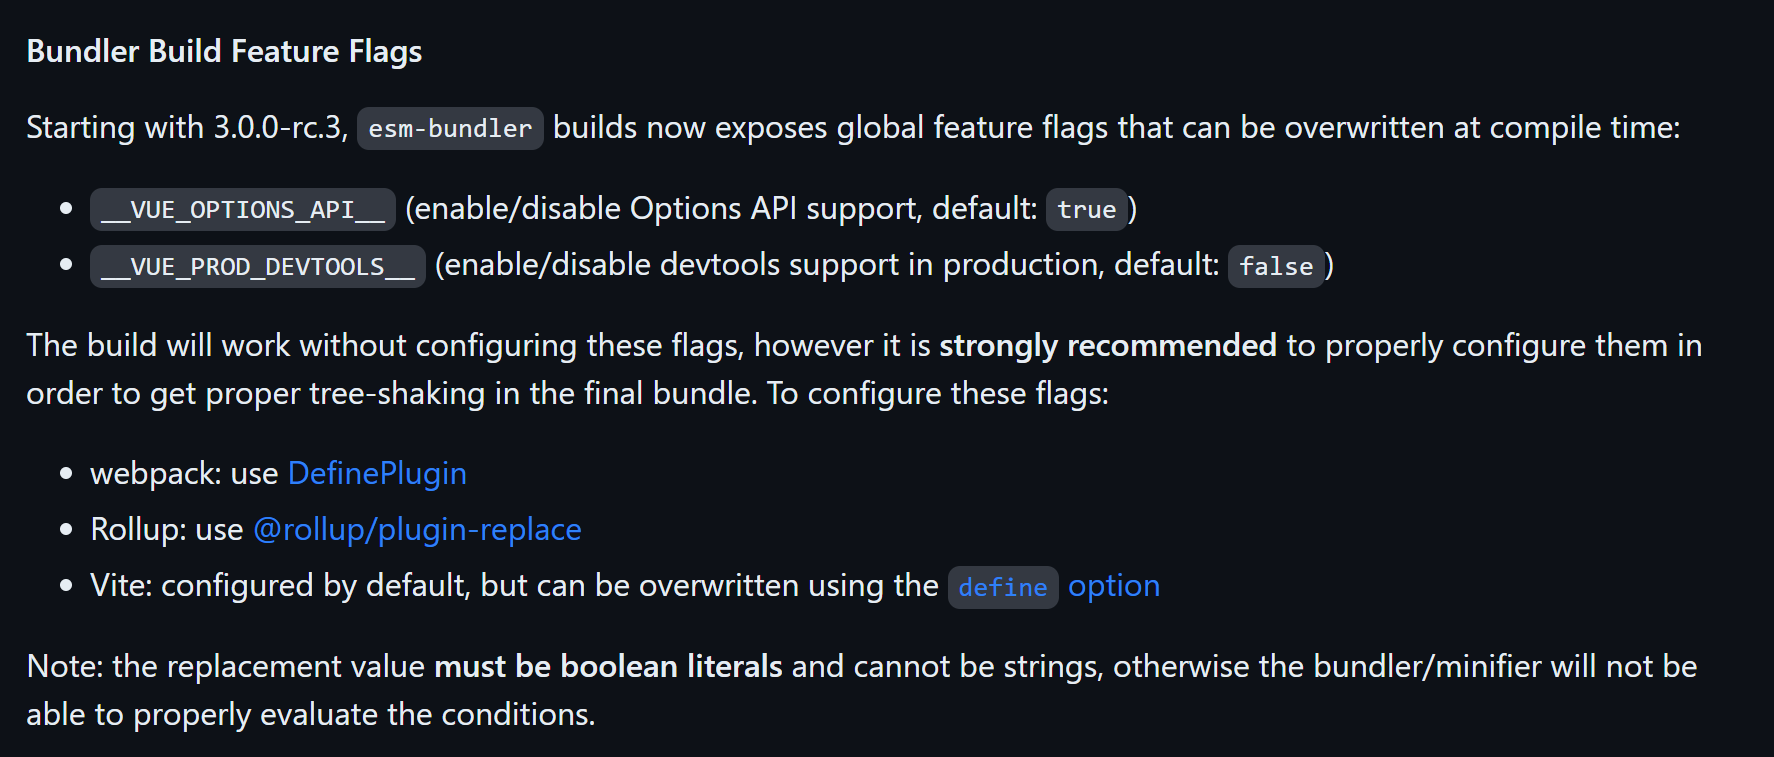 Bundler Build Feature Flags
Starting with 3.0.0-rc.3, esm-bundler builds now exposes global feature flags that can be overwritten at compile time:
• __VUE_OPTIONS_API__ (enable/disable Options API support, default: true)
• __VUE_PROD_DEVTOOLS__ (enable/disable devtools support in production, default: false)
The build will work without configuring these flags, however it is strongly recommended to properly configure them in
order to get proper tree-shaking in the final bundle. To configure these flags:
• webpack: use DefinePlugin
• Rollup: use @rollup/plugin-replace
• Vite: configured by default, but can be overwritten using the define option
Note: the replacement value must be boolean literals and cannot be strings, otherwise the bundler/minifier will not be
able to properly evaluate the conditions.